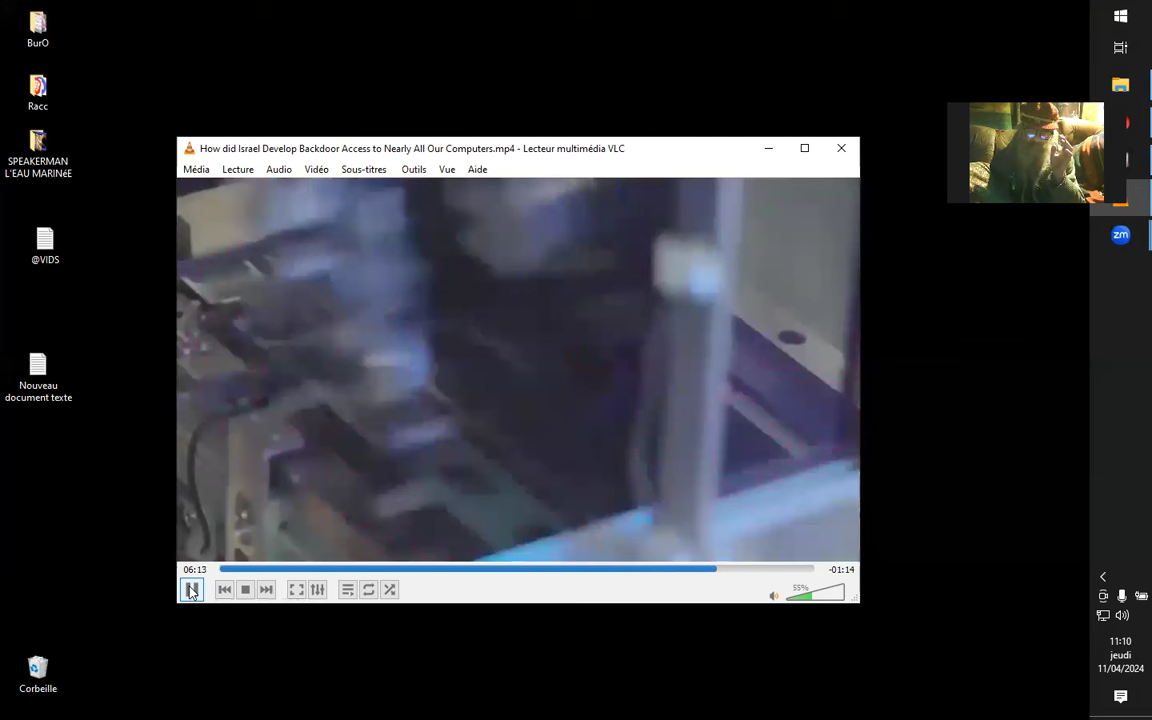 BurO
Racc
SPEAKERMAN
L'EAU MARINéE
@VIDS
Nouveau
document texte
Corbeille
How did Israel Develop Backdoor Access to Nearly All Our Computers.mp4 - Lecteur multimédia VLC
Média Lecture Audio Vidéo Sous-titres Outils Vue Aide
06:13
-01:14
55%
zm
11:10
jeudi
11/04/2024